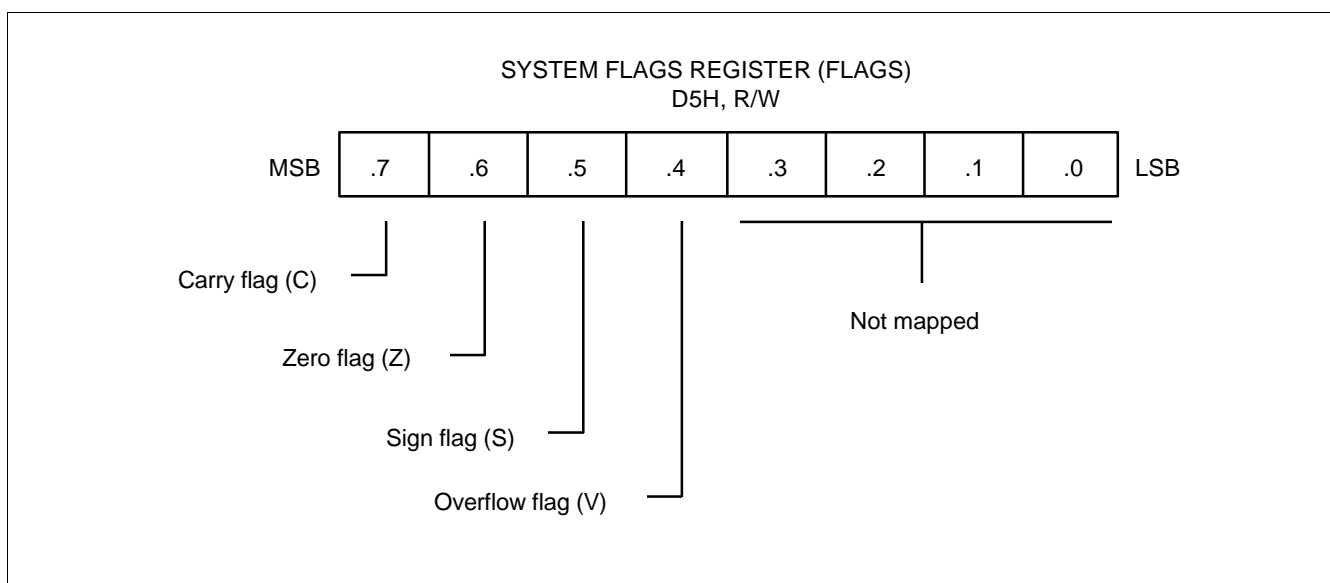 SYSTEM FLAGS REGISTER (FLAGS)
D5H, R/W
MSB .7 .6 .5 .4 .3 .2 .1 .0 LSB
Carry flag (C)
Not mapped
Zero flag (Z)
Sign flag (S)
Overflow flag (V)